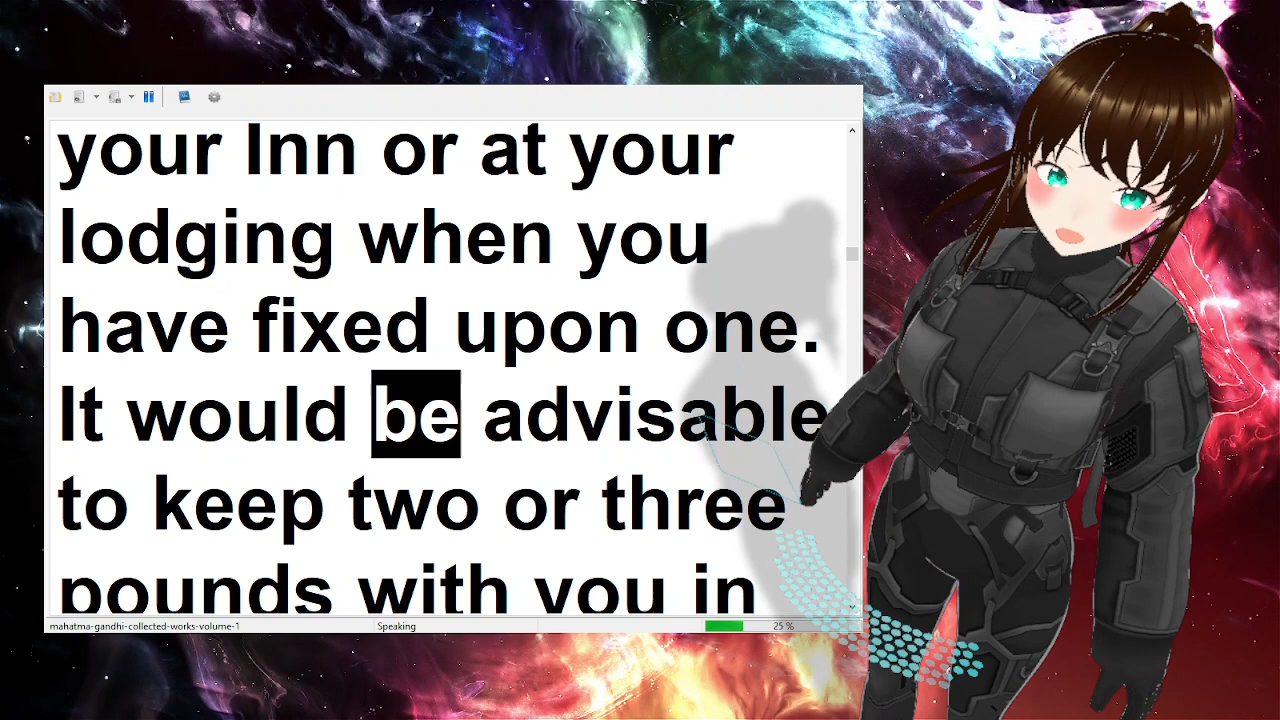 your Inn or at your
lodging when you
have fixed upon one.
It would be advisable
to keep two or three
pounds with you in
mahatma-gandhi-collected-works-volume-1
Speaking
25 %